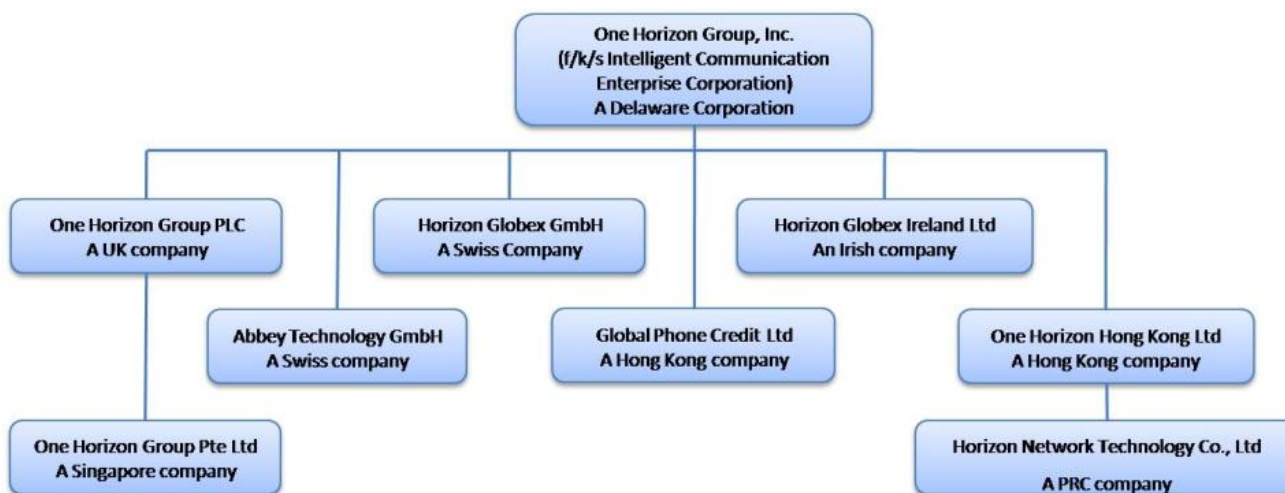 One Horizon Group, Inc.
(f/k/s Intelligent Communication
Enterprise Corporation)
A Delaware Corporation
One Horizon Group PLC
A UK company
Horizon Globex GmbH
A Swiss Company
Horizon Globex Ireland Ltd
An Irish company
Abbey Technology GmbH
A Swiss company
Global Phone Credit Ltd
A Hong Kong company
One Horizon Hong Kong Ltd
A Hong Kong company
One Horizon Group Pte Ltd
A Singapore company
Horizon Network Technology Co., Ltd
A PRC company